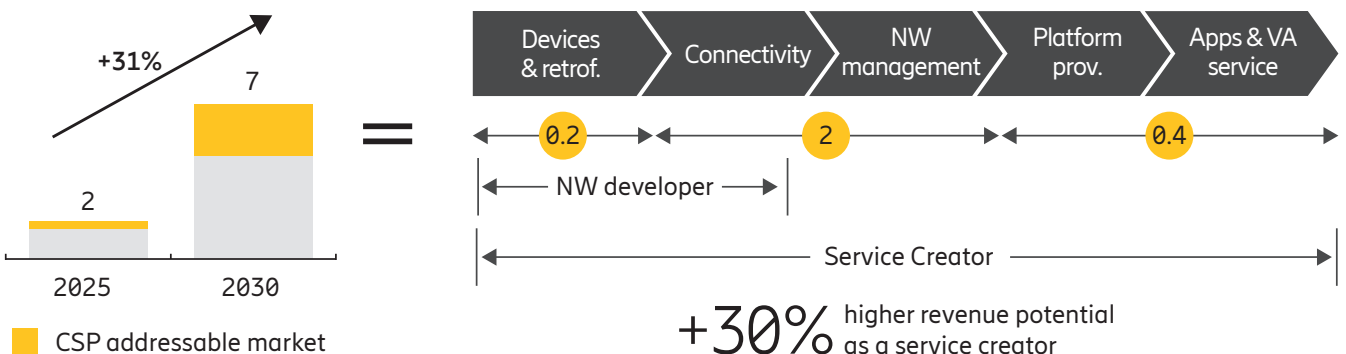 +31%
2
7
2025
2030
CSP addressable market
=
Devices
& retrof.
Connectivity
NW
management
Platform
prov.
Apps & VA
service
0.2
2
0.4
NW developer
Service Creator
+30%
higher revenue potential
as a service creator